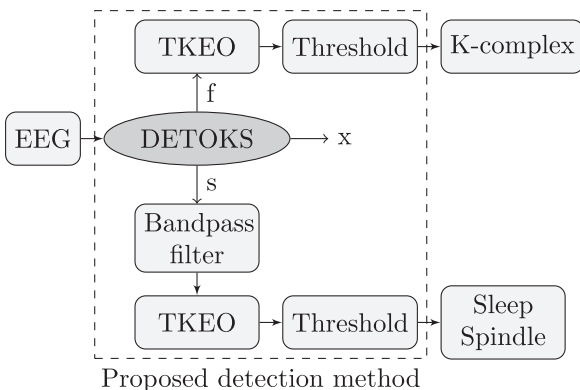 TKEO
Threshold
K-complex
f
EEG
DETOKS
x
s
Bandpass
filter
TKEO
Threshold
Sleep
Spindle
Proposed detection method